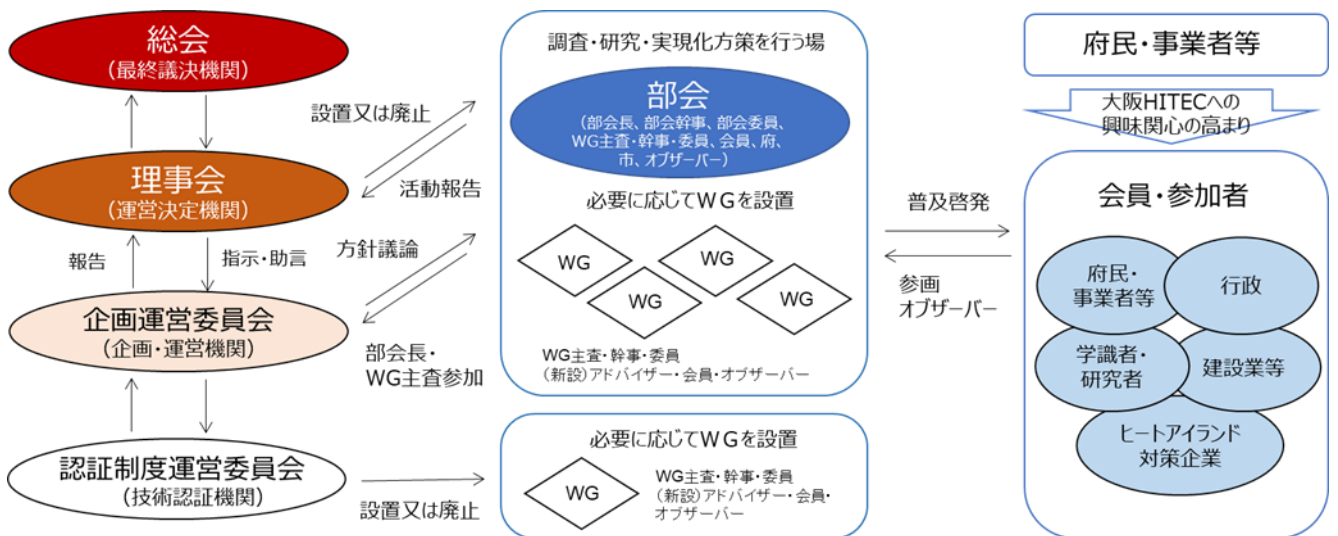 総会
(最終議決機関)
理事会
(運営決定機関)
報告
指示・助言
企画運営委員会
(企画・運営機関)
認証制度運営委員会
(技術認証機関)
設置又は廃止
活動報告
方針議論
部会長・
WG主査参加
設置又は廃止
調査・研究・実現化方策を行う場
部会
(部会長、部会幹事、部会委員、
WG主査・幹事・委員、会員、府、
市、オブザーバー)
必要に応じてWGを設置
WG
WG
WG
WG
WG主査・幹事・委員
(新設)アドバイザー・会員・オブザーバー
必要に応じてWGを設置
WG
WG主査・幹事・委員
(新設)アドバイザー・会員・
オブザーバー
普及啓発
参画
オブザーバー
府民・事業者等
大阪HITECへの
興味関心の高まり
会員・参加者
府民・
事業者等
行政
学識者・
研究者
建設業等
ヒートアイランド
対策企業